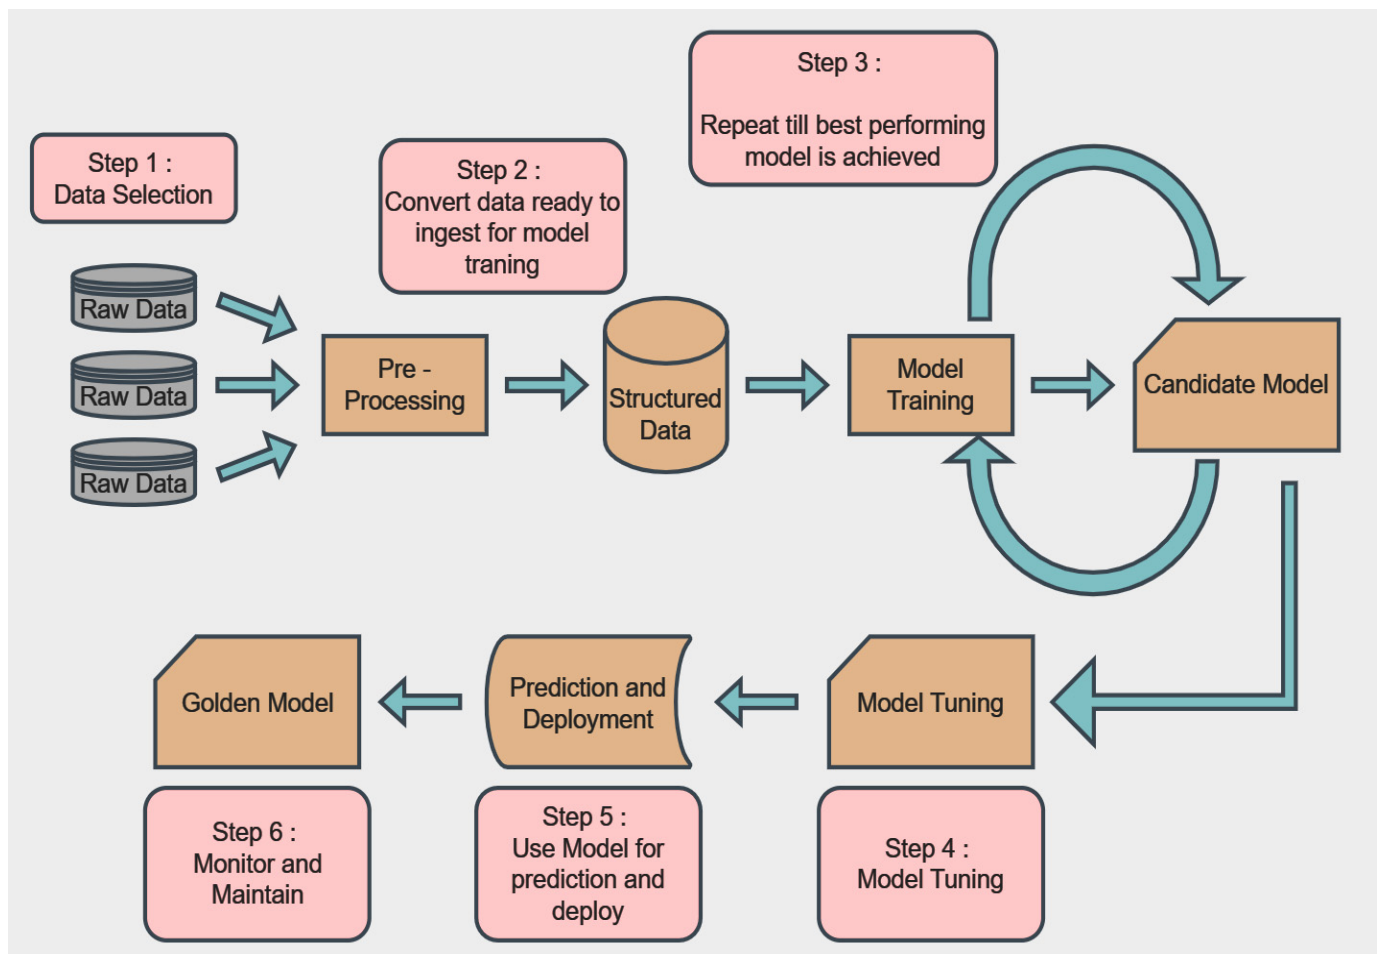 Step 1 :
Data Selection
Raw Data
Raw Data
Raw Data
Step 2 :
Convert data ready to
ingest for model
traning
Pre -
Processing
Structured
Data
Step 3 :
Repeat till best performing
model is achieved
Model
Training
Candidate Model
Golden Model
Prediction and
Deployment
Model Tuning
Step 6 :
Monitor and
Maintain
Step 5 :
Use Model for
prediction and
deploy
Step 4 :
Model Tuning